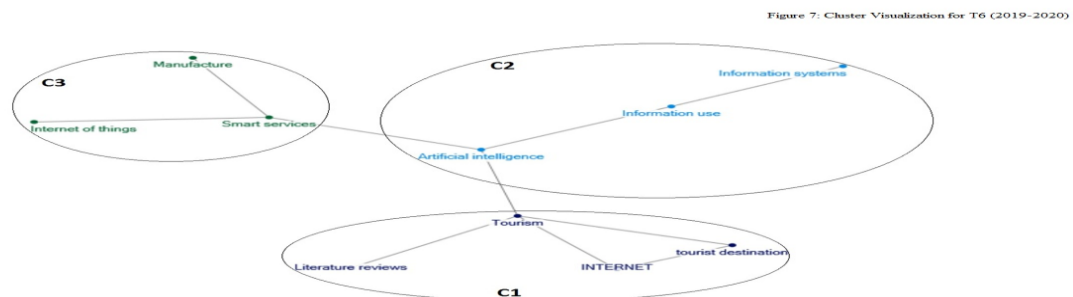 Figure 7: Cluster Visualization for T6 (2019-2020)
C2
Manufacture
Information systems
C3
Information use
Smart services
Internet of things
Artificial intelligence
Tourism
tourist destination
Literature reviews
INTERNET
C1